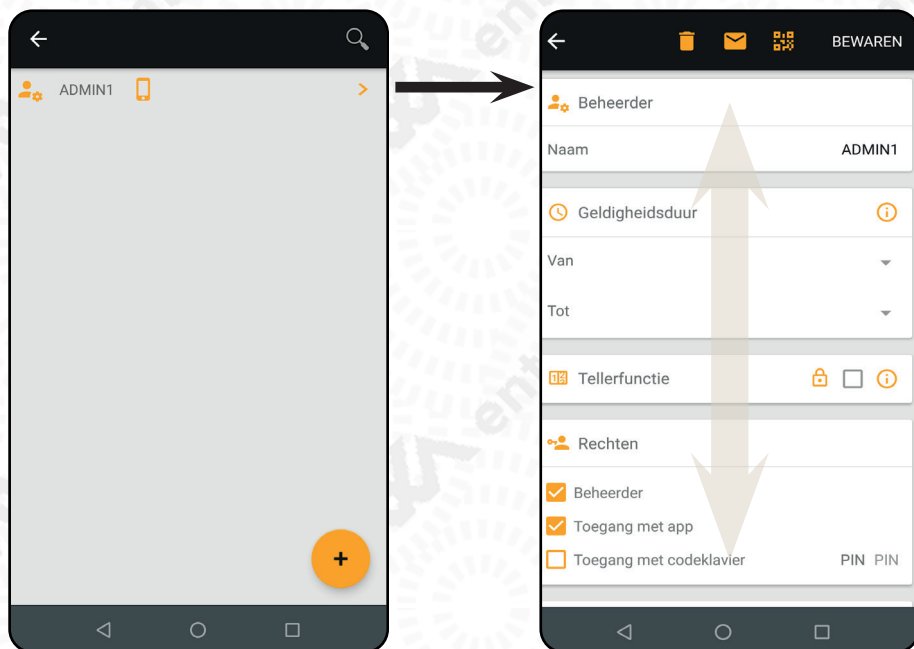 ADMIN1
BEWAREN
Beheerder
Naam ADMIN1
Geldigheidsduur
Van
Tot
Tellerfunctie
Rechten
Beheerder
Toegang met app
Toegang met codeklavier PIN PIN